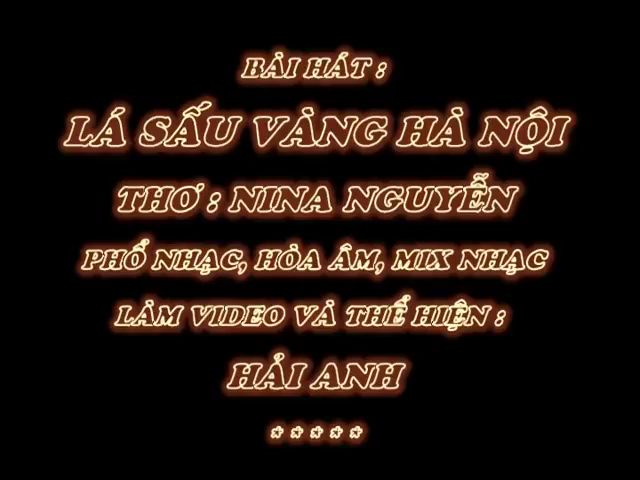 BÀI HÁT :
LÁ SẤU VÀNG HÀ NỘI
THƠ : NINA NGUYỄN
PHỔ NHẠC, HÒA ÂM, MIX NHẠC
LÀM VIDEO VÀ THỂ HIỆN :
HẢI ANH
* * * * *